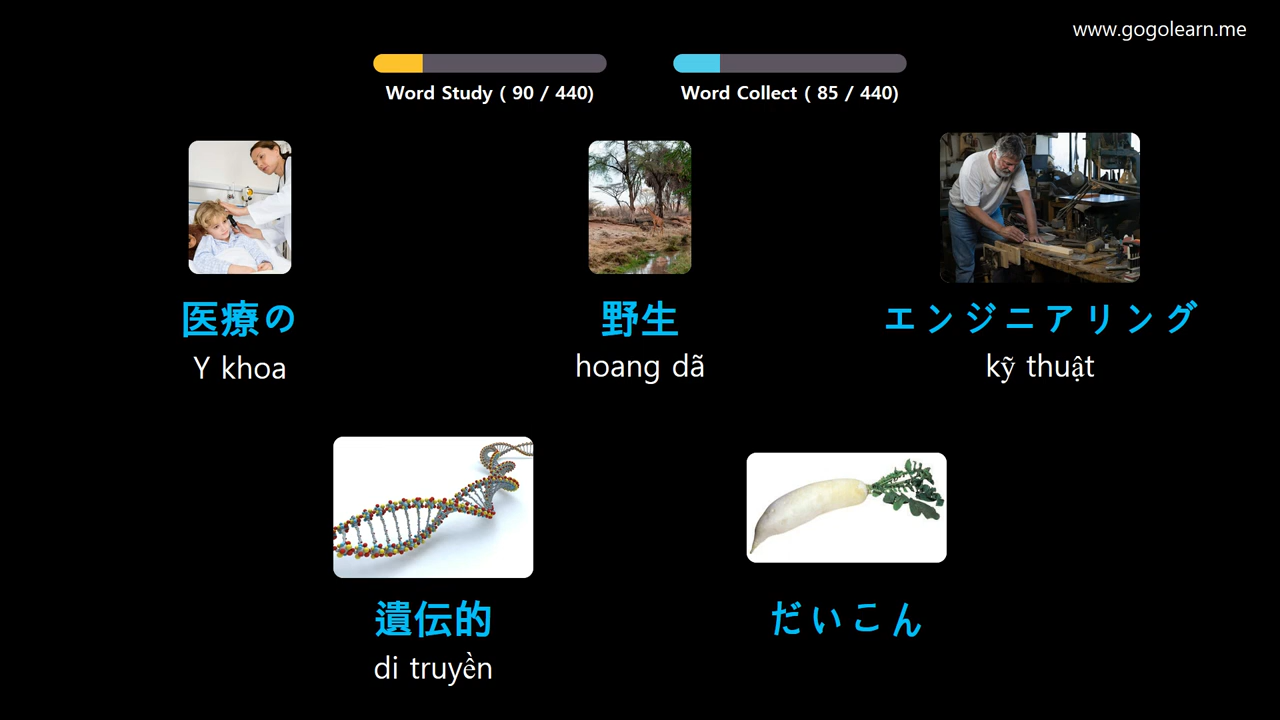 www.gogolearn.me
Word Study ( 90 / 440)
Word Collect ( 85 / 440)
医療の
Y khoa
野生
hoang dã
エンジニアリング
kỹ thuật
遺伝的
di truyền
だいこん